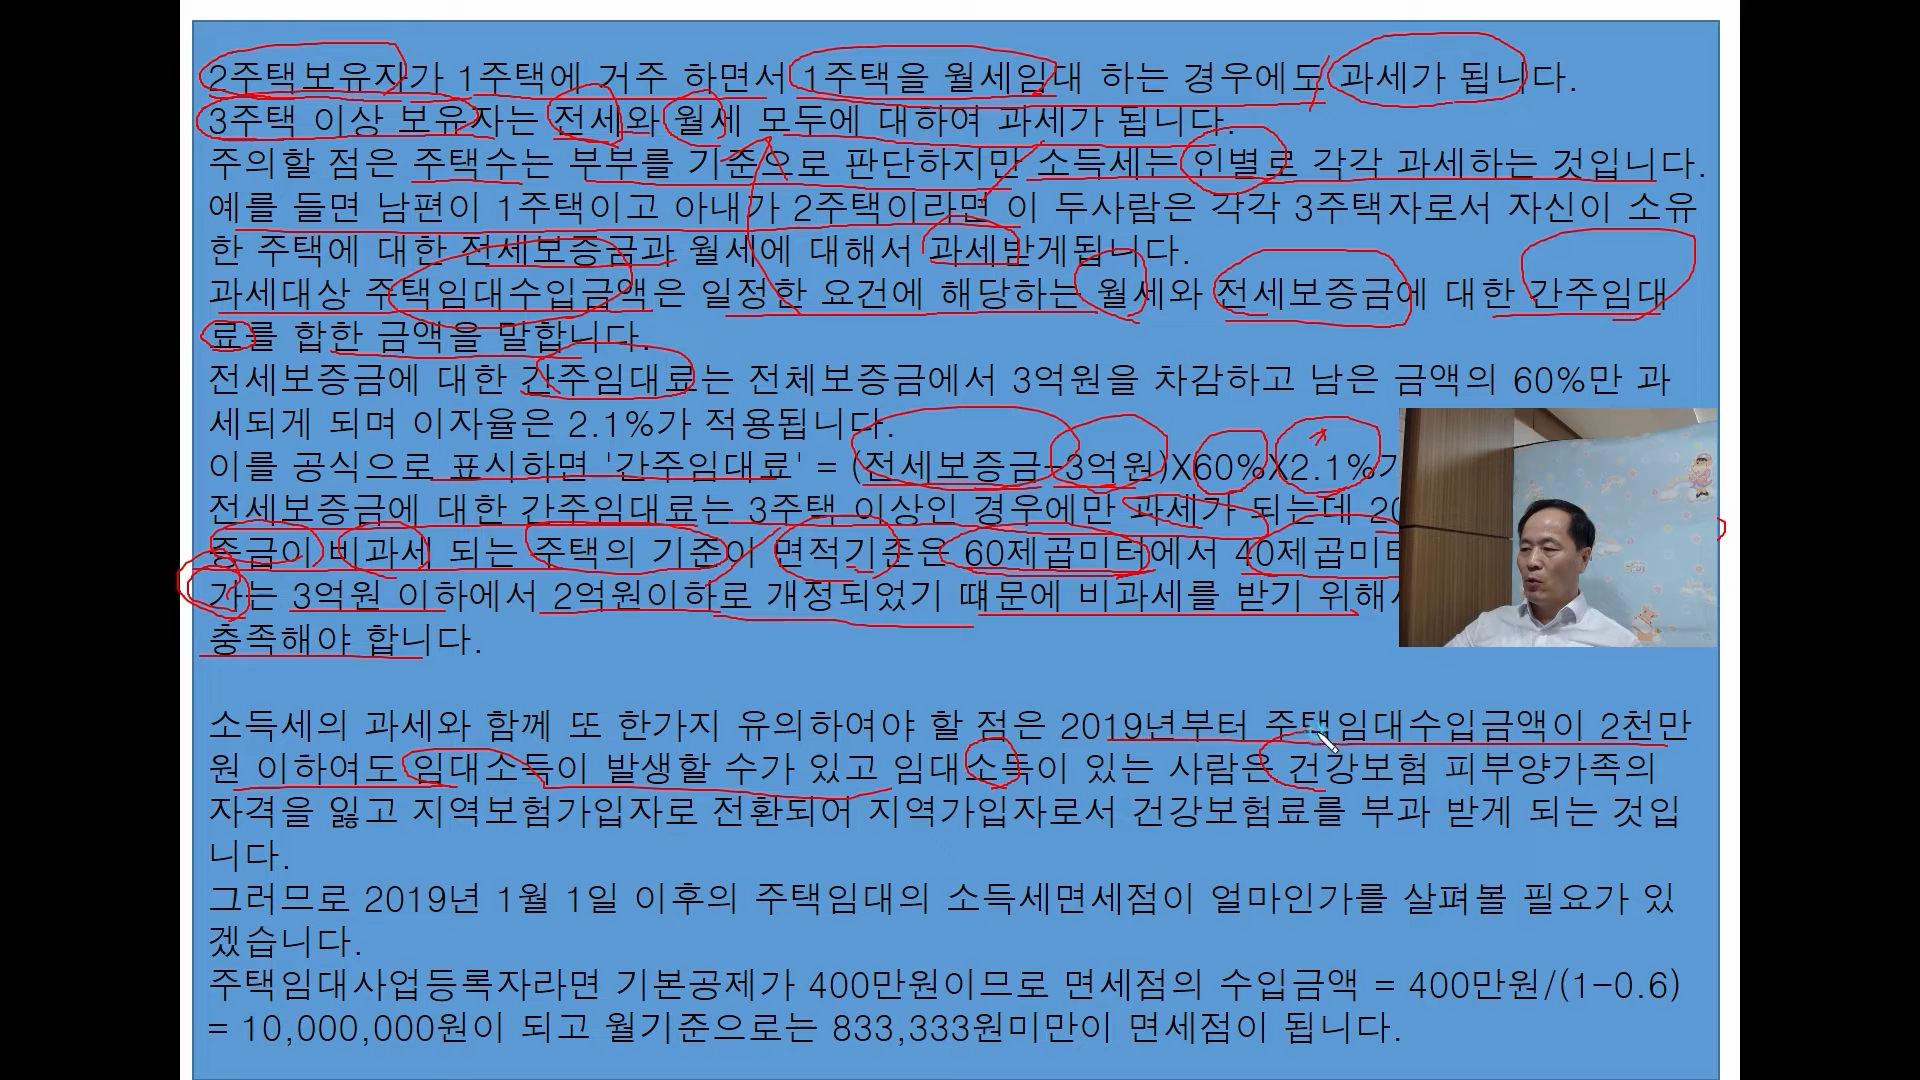 2주택보유자가 1주택에 거주 하면서 1주택을 월세임대 하는 경우에도 과세가 됩니다.
3주택 이상 보유자는 전세와 월세 모두에 대하여 과세가 됩니다.
주의할 점은 주택수는 부부를 기준으로 판단하지만 소득세는 인별로 각각 과세하는 것입니다.
예를 들면 남편이 1주택이고 아내가 2주택이라면 이 두사람은 각각 3주택자로서 자신이 소유
한 주택에 대한 전세보증금과 월세에 대해서 과세받게됩니다.
과세대상 주택임대수입금액은 일정한 요건에 해당하는 월세와 전세보증금에 대한 간주임대
료를 합한 금액을 말합니다.
전세보증금에 대한 간주임대료는 전체보증금에서 3억원을 차감하고 남은 금액의 60%만 과
세되게 되며 이자율은 2.1%가 적용됩니다.
이를 공식으로 표시하면 '간주임대료' = (전세보증금-3억원)X60%X2.1%가
전세보증금에 대한 간주임대료는 3주택 이상인 경우에만 과세가 되는데 20
증금이 비과세 되는 주택의 기준이 면적기준은 60제곱미터에서 40제곱미터
가는 3억원 이하에서 2억원이하로 개정되었기 떄문에 비과세를 받기 위해서
충족해야 합니다.
소득세의 과세와 함께 또 한가지 유의하여야 할 점은 2019년부터 주택임대수입금액이 2천만
원 이하여도 임대소득이 발생할 수가 있고 임대소득이 있는 사람은 건강보험 피부양가족의
자격을 잃고 지역보험가입자로 전환되어 지역가입자로서 건강보험료를 부과 받게 되는 것입
니다.
그러므로 2019년 1월 1일 이후의 주택임대의 소득세면세점이 얼마인가를 살펴볼 필요가 있
겠습니다.
주택임대사업등록자라면 기본공제가 400만원이므로 면세점의 수입금액 = 400만원/(1-0.6)
= 10,000,000원이 되고 월기준으로는 833,333원미만이 면세점이 됩니다.